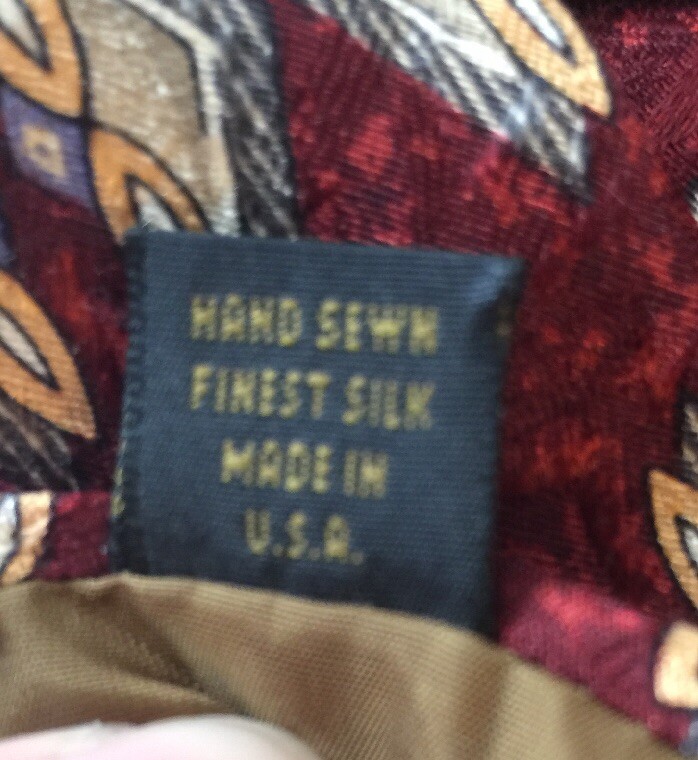 HAND SEWN
FINEST SILK
MADE IN
U.S.A.